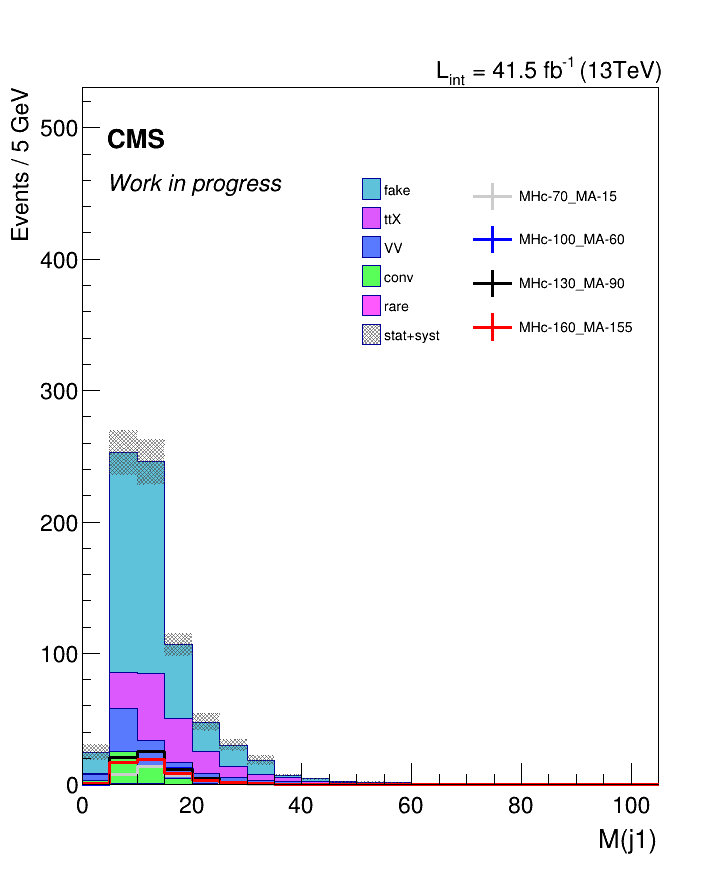 L_int = 41.5 fb^-1 (13TeV)
Events / 5 GeV
500
CMS
Work in progress
fake
ttX
VV
conv
rare
stat+syst
MHc-70_MA-15
MHc-100_MA-60
MHc-130_MA-90
MHc-160_MA-155
400
300
200
100
0
0 20 40 60 80 100
M(j1)